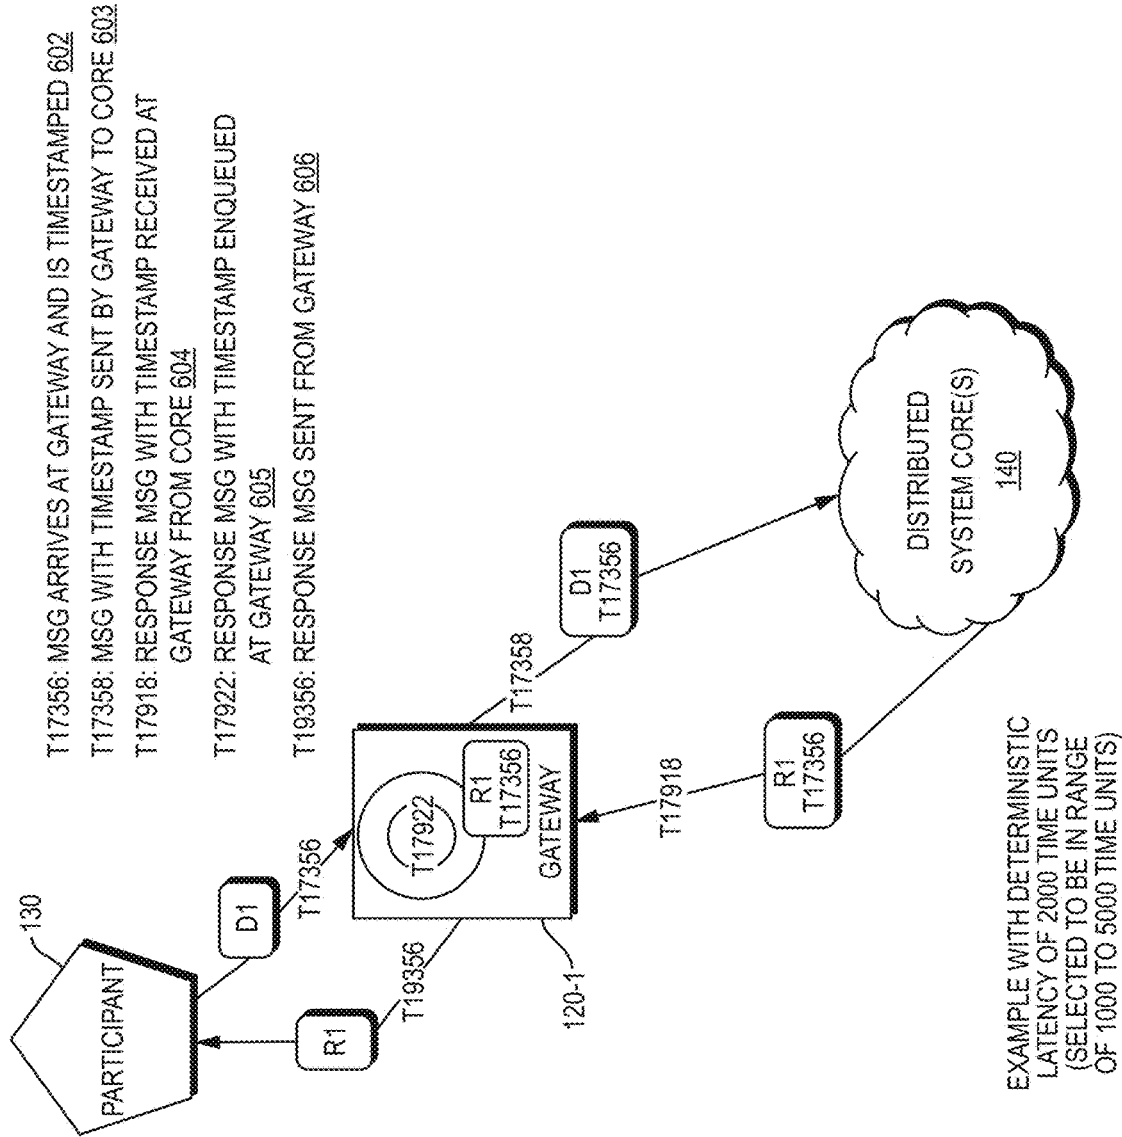 T17356: MSG ARRIVES AT GATEWAY AND IS TIMESTAMPED 602
T17358: MSG WITH TIMESTAMP SENT BY GATEWAY TO CORE 603
T17918: RESPONSE MSG WITH TIMESTAMP RECEIVED AT
GATEWAY FROM CORE 604
T17922: RESPONSE MSG WITH TIMESTAMP ENQUEUED
AT GATEWAY 605
T19356: RESPONSE MSG SENT FROM GATEWAY 606
130
PARTICIPANT
D1
T17356
R1
T19356
T17922
R1
T17356
GATEWAY
120-1
T17358
D1
T17356
T17918
R1
T17356
DISTRIBUTED
SYSTEM CORE(S)
140
EXAMPLE WITH DETERMINISTIC
LATENCY OF 2000 TIME UNITS
(SELECTED TO BE IN RANGE
OF 1000 TO 5000 TIME UNITS)